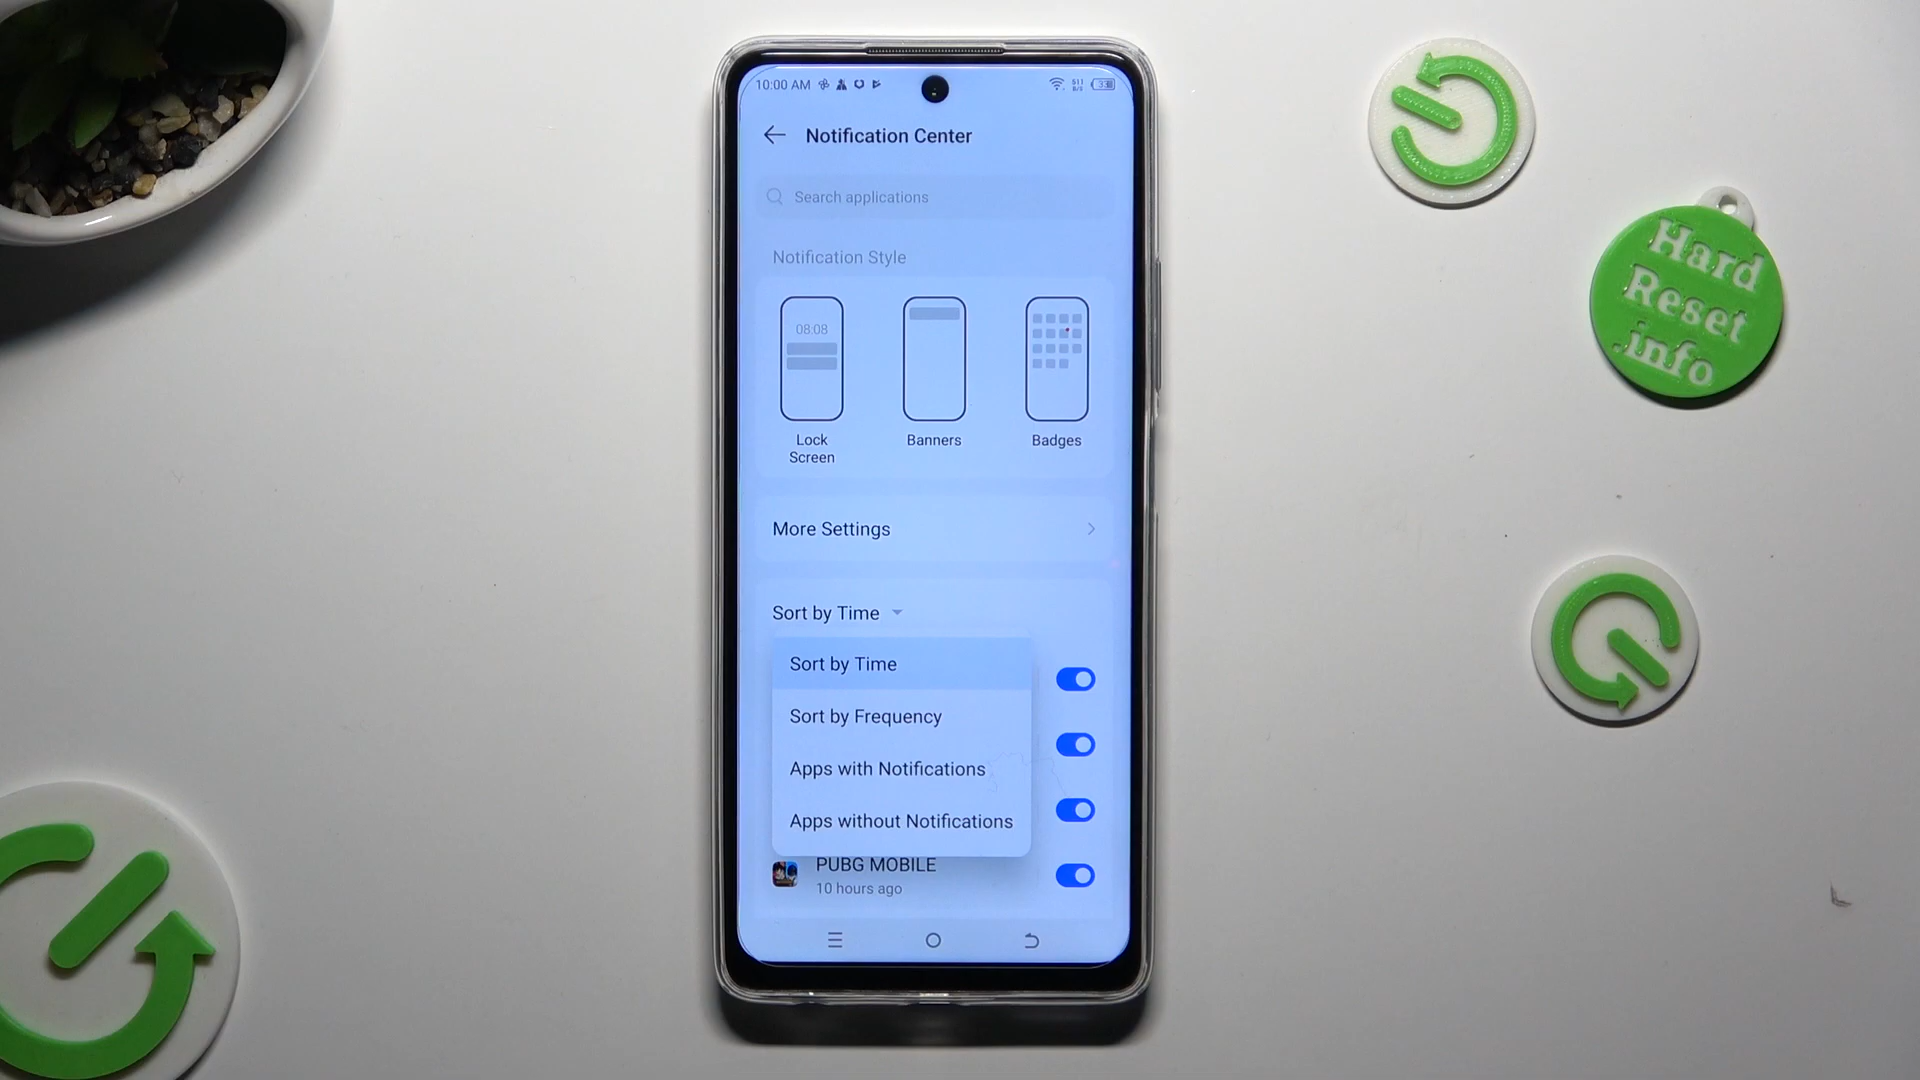 10:00 AM
Notification Center
Search applications
Notification Style
08:08
Lock
Screen
Banners
Badges
More Settings
Sort by Time
Sort by Time
Sort by Frequency
Apps with Notifications
Apps without Notifications
PUBG MOBILE
10 hours ago
Hard
Reset
.info